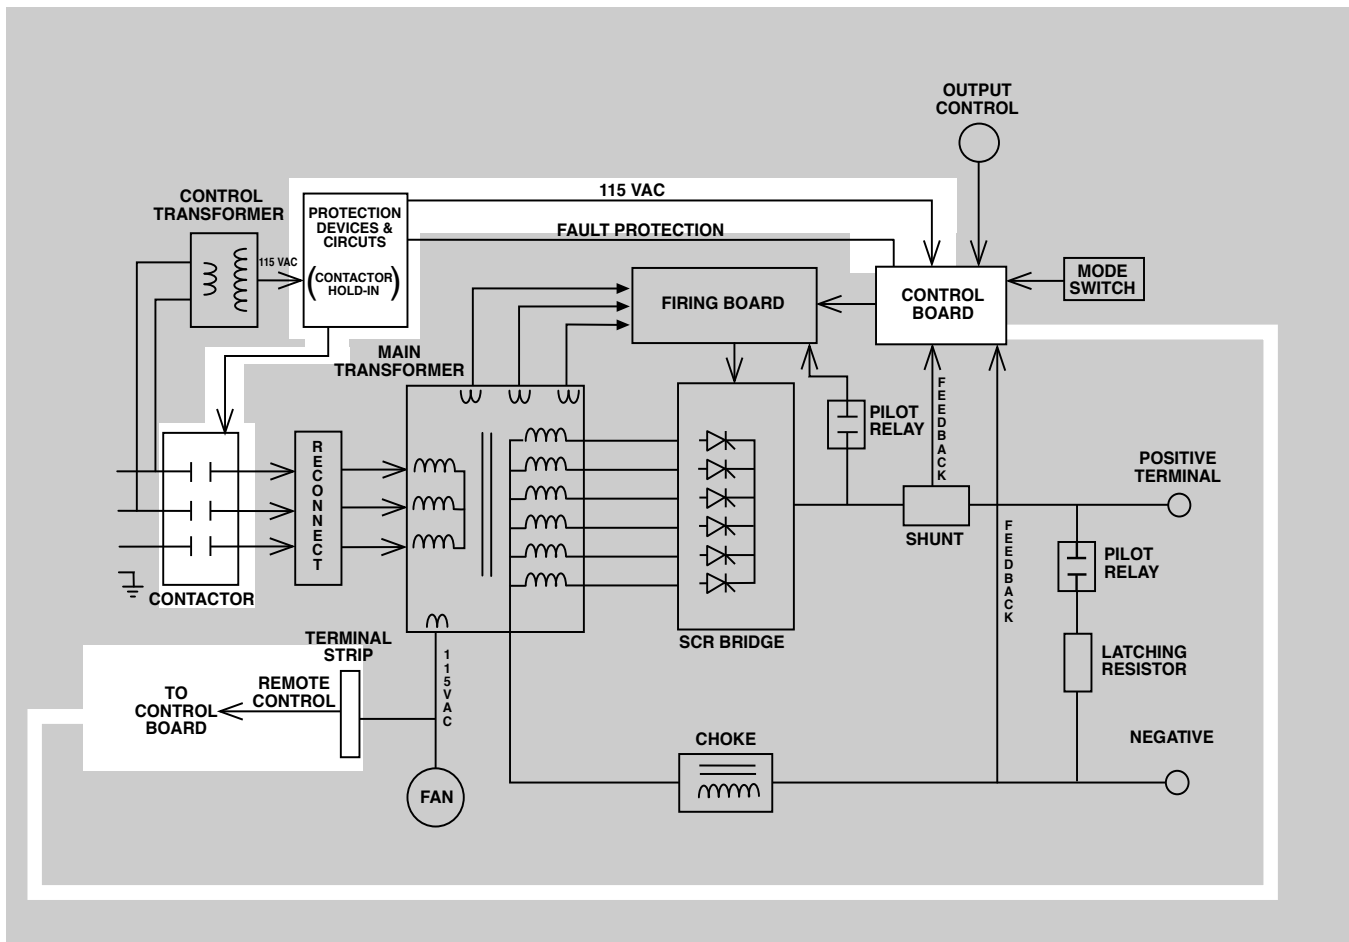 OUTPUT
CONTROL
CONTROL
TRANSFORMER
115 VAC
PROTECTION
DEVICES &
CIRCUTS
(CONTACTOR
HOLD-IN)
115 VAC
FAULT PROTECTION
FIRING BOARD
CONTROL
BOARD
MODE
SWITCH
MAIN
TRANSFORMER
PILOT
RELAY
FEEDBACK
RECONNECT
POSITIVE
TERMINAL
SHUNT
FEEDBACK
PILOT
RELAY
CONTACTOR
SCR BRIDGE
TERMINAL
STRIP
115VAC
LATCHING
RESISTOR
TO
CONTROL
BOARD
REMOTE
CONTROL
CHOKE
NEGATIVE
FAN